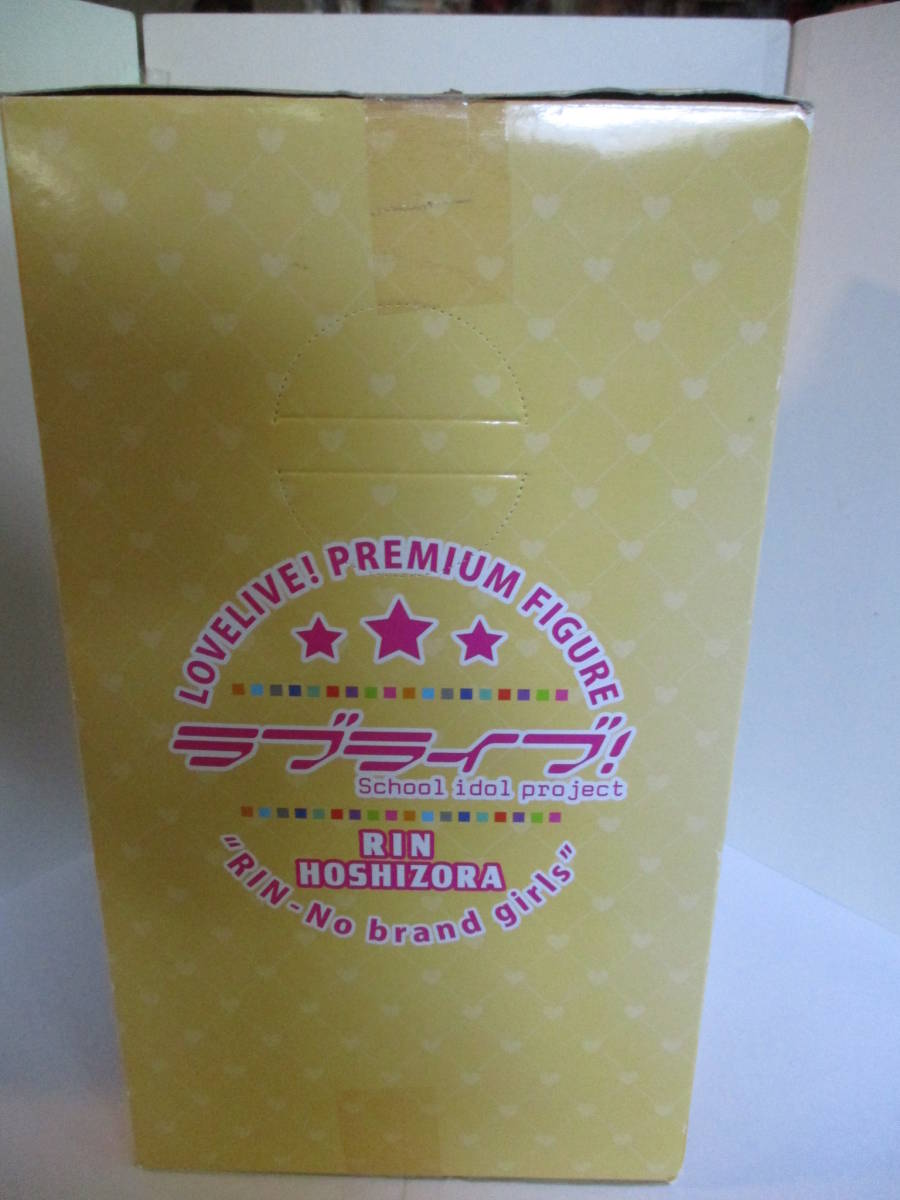 LOVELIVE! PREMIUM FIGURE
ラブライブ!
School idol project
RIN
HOSHIZORA
"RIN-No brand girls"